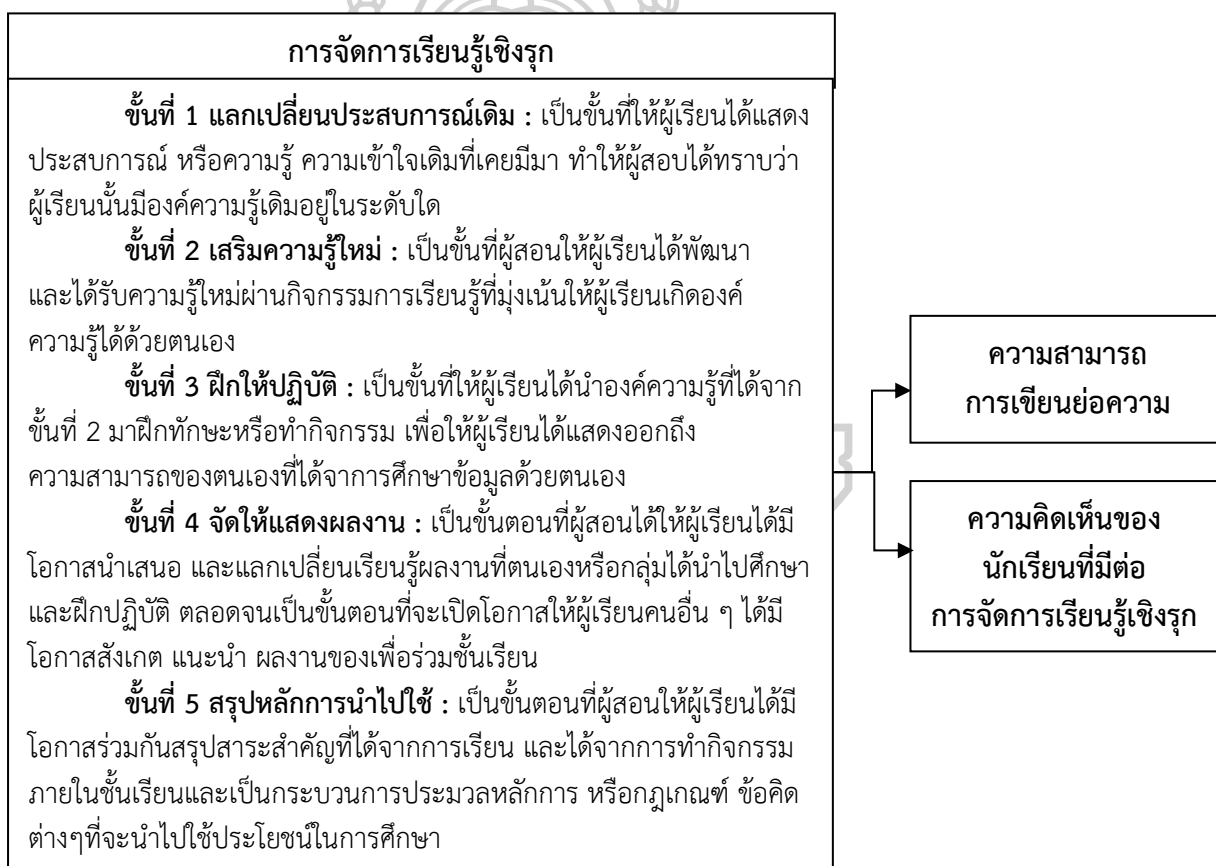 การจัดการเรียนรู้เชิงรุก
ขั้นที่ 1 แลกเปลี่ยนประสบการณ์เดิม : เป็นขั้นที่ให้ผู้เรียนได้แสดง
ประสบการณ์ หรือความรู้ ความเข้าใจเดิมที่เคยมีมา ทำให้ผู้สอบได้ทราบว่า
ผู้เรียนนั้นมีองค์ความรู้เดิมอยู่ในระดับใด
ขั้นที่ 2 เสริมความรู้ใหม่ : เป็นขั้นที่ผู้สอนให้ผู้เรียนได้พัฒนา
และได้รับความรู้ใหม่ผ่านกิจกรรมการเรียนรู้ที่มุ่งเน้นให้ผู้เรียนเกิดองค์
ความรู้ได้ด้วยตนเอง
ขั้นที่ 3 ฝึกให้ปฏิบัติ : เป็นขั้นที่ให้ผู้เรียนได้นำองค์ความรู้ที่ได้จาก
ขั้นที่ 2 มาฝึกทักษะหรือทำกิจกรรม เพื่อให้ผู้เรียนได้แสดงออกถึง
ความสามารถของตนเองที่ได้จาการศึกษาข้อมูลด้วยตนเอง
ขั้นที่ 4 จัดให้แสดงผลงาน : เป็นขั้นตอนที่ผู้สอนได้ให้ผู้เรียนได้มี
โอกาสนำเสนอ และแลกเปลี่ยนเรียนรู้ผลงานที่ตนเองหรือกลุ่มได้นำไปศึกษา
และฝึกปฏิบัติ ตลอดจนเป็นขั้นตอนที่จะเปิดโอกาสให้ผู้เรียนคนอื่น ๆ ได้มี
โอกาสสังเกต แนะนำ ผลงานของเพื่อร่วมชั้นเรียน
ขั้นที่ 5 สรุปหลักการนำไปใช้ : เป็นขั้นตอนที่ผู้สอนให้ผู้เรียนได้มี
โอกาสร่วมกันสรุปสาระสำคัญที่ได้จากการเรียน และได้จากการทำกิจกรรม
ภายในชั้นเรียนและเป็นกระบวนการประมวลหลักการ หรือกฎเกณฑ์ ข้อคิด
ต่างๆที่จะนำไปใช้ประโยชน์ในการศึกษา
ความสามารถ
การเขียนย่อความ
ความคิดเห็นของ
นักเรียนที่มีต่อ
การจัดการเรียนรู้เชิงรุก